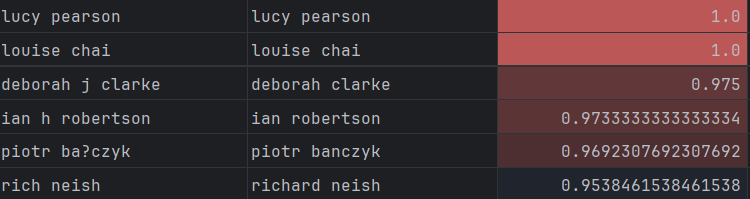 lucy pearson lucy pearson 1.0
louise chai louise chai 1.0
deborah j clarke deborah clarke 0.975
ian h robertson ian robertson 0.9733333333333334
piotr ba?czyk piotr banczyk 0.9692307692307692
rich neish richard neish 0.9538461538461538